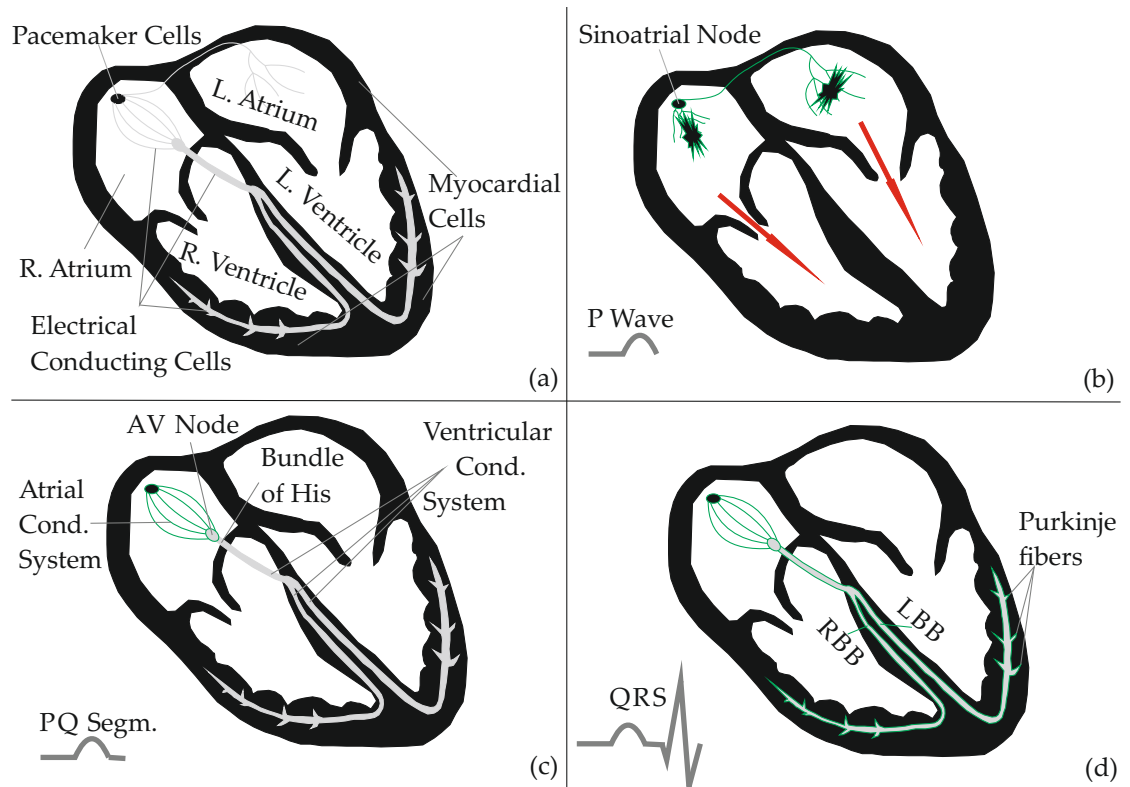 Pacemaker Cells
L. Atrium
L. Ventricle
Myocardial
Cells
R. Atrium
R. Ventricle
Electrical
Conducting Cells
(a)
Sinoatrial Node
P Wave
(b)
AV Node
Bundle
of His
Ventricular
Cond.
System
Atrial
Cond.
System
PQ Segm.
(c)
Purkinje
fibers
LBB
RBB
QRS
(d)